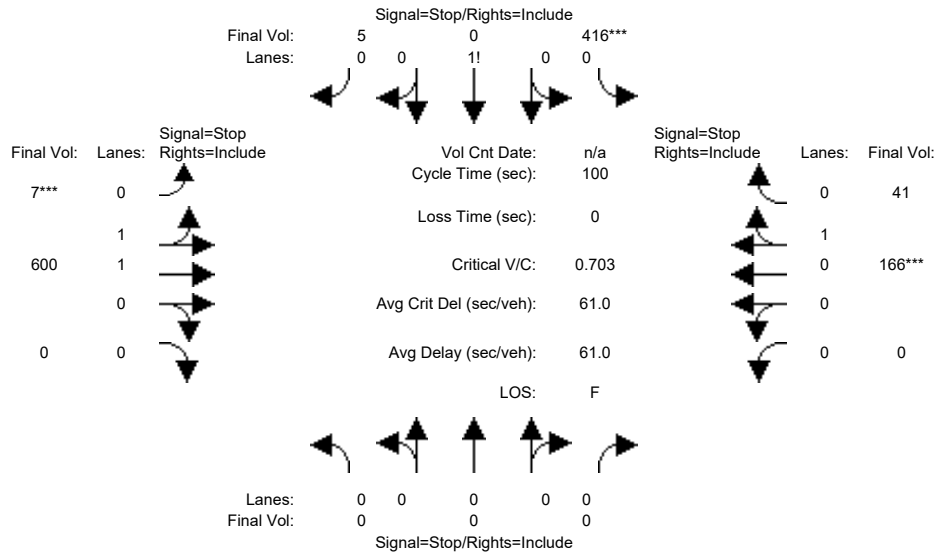 Signal=Stop/Rights=Include
Final Vol: 5 0 416***
Lanes: 0 0 1! 0 0
Signal=Stop
Rights=Include
Final Vol: Lanes:
Vol Cnt Date: n/a
Signal=Stop
Rights=Include
Lanes: Final Vol:
Cycle Time (sec): 100
7*** 0
0 41
Loss Time (sec): 0
1
1
600 1
Critical V/C: 0.703
0 166***
0
Avg Crit Del (sec/veh): 61.0
0
0 0
Avg Delay (sec/veh): 61.0
0 0
LOS: F
Lanes: 0 0 0 0 0
Final Vol: 0 0 0
Signal=Stop/Rights=Include